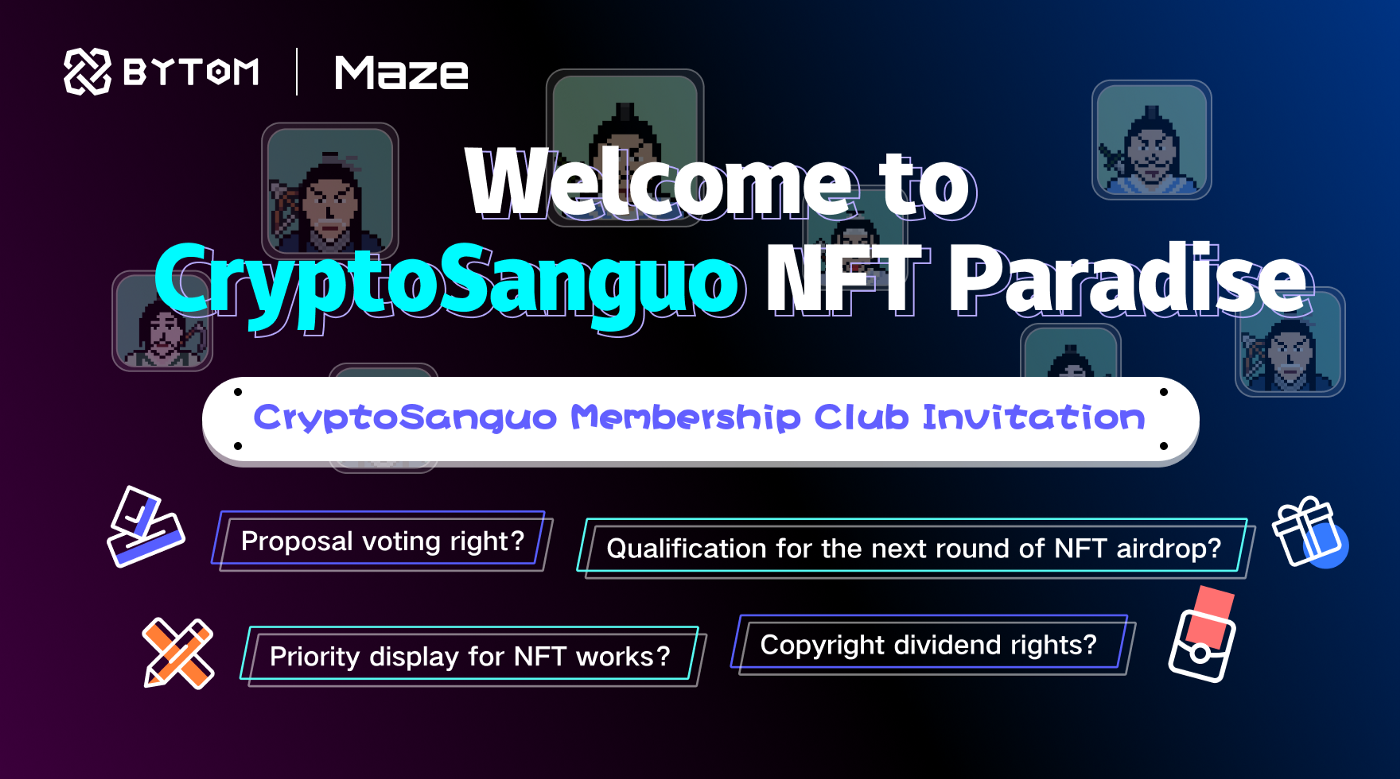 BYTOM | Maze
Welcome to
CryptoSanguo NFT Paradise
CryptoSanguo Membership Club Invitation
Proposal voting right?
Qualification for the next round of NFT airdrop?
Priority display for NFT works?
Copyright dividend rights?